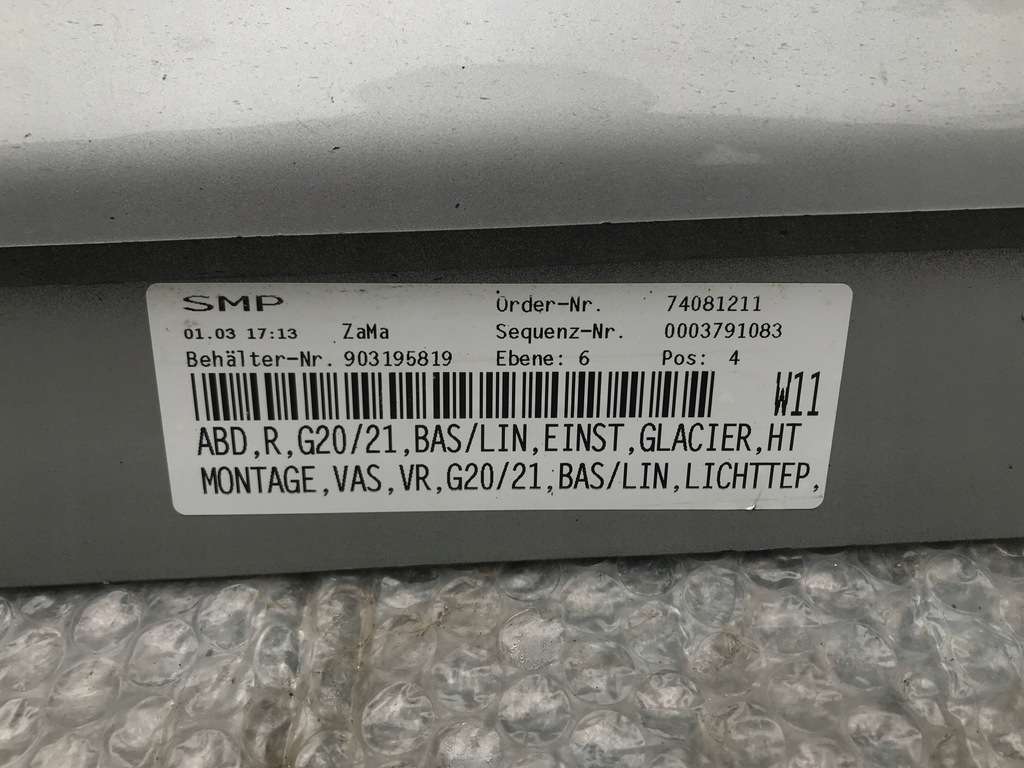 SMP Order-Nr. 74081211
01.03 17:13 ZaMa Sequenz-Nr. 0003791083
Behälter-Nr. 903195819 Ebene: 6 Pos: 4
W11
ABD,R,G20/21,BAS/LIN,EINST,GLACIER,HT
MONTAGE,VAS,VR,G20/21,BAS/LIN,LICHTTEP,